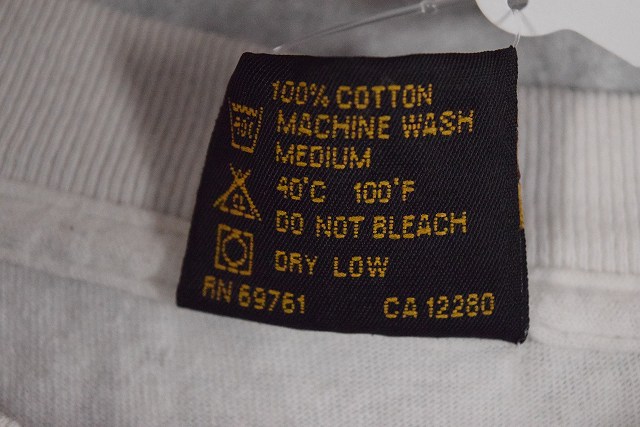 100% COTTON
MACHINE WASH
MEDIUM
40°C 100°F
DO NOT BLEACH
DRY LOW
RN 69761 CA 12280